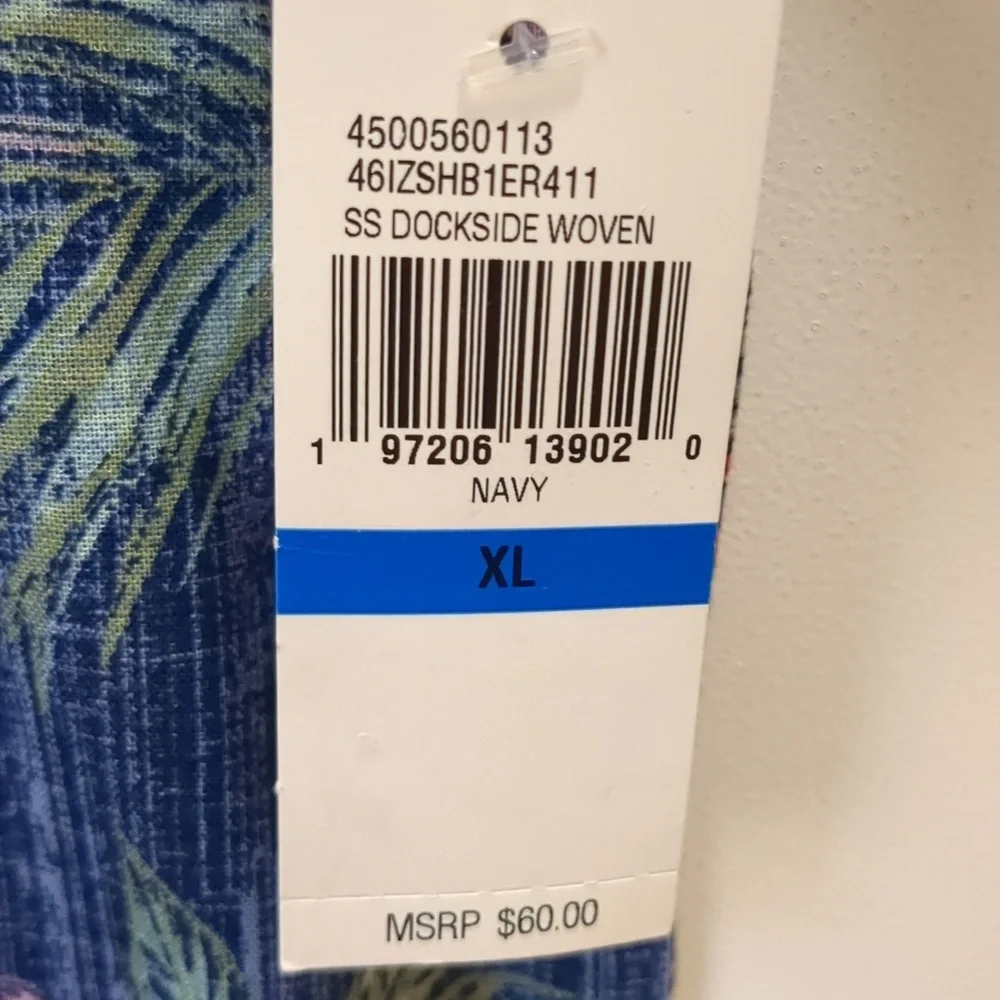 4500560113
46IZSHB1ER411
SS DOCKSIDE WOVEN
1 97206 13902 0
NAVY
XL
MSRP $60.00